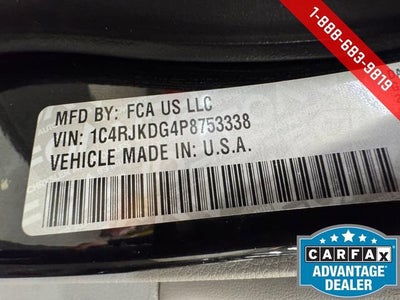 1-888-683-9819
MFD BY: FCA US LLC
VIN: 1C4RJKDG4P8753338
VEHICLE MADE IN: U.S.A.
CARFAX
ADVANTAGE
DEALER